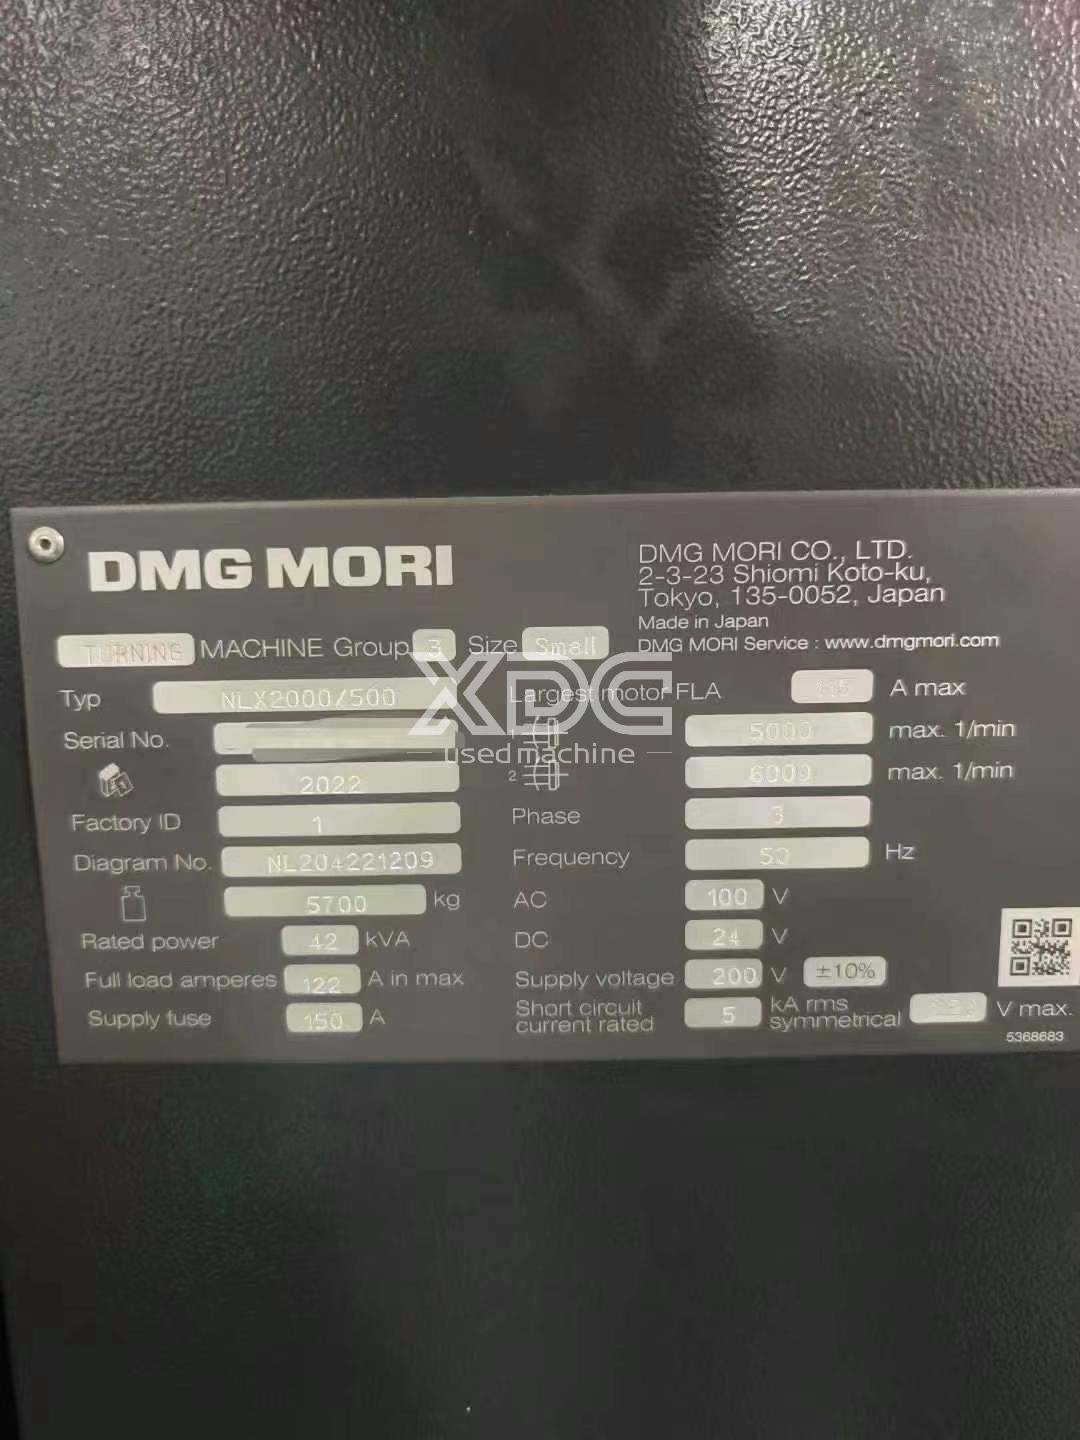 DMG MORI
DMG MORI CO., LTD.
2-3-23 Shiomi Koto-ku,
Tokyo, 135-0052, Japan
Made in Japan
DMG MORI Service : www.dmgmori.com
TURNING MACHINE Group 3 Size Small
Typ NLX2000/500
Serial No.
2022
Factory ID 1
Diagram No. NL204221209
5700 kg
Rated power 42 kVA
Full load amperes 122 A in max
Supply fuse 150 A
Largest motor FLA A max
1 5000 max. 1/min
2 6000 max. 1/min
Phase 3
Frequency 50 Hz
AC 100 V
DC 24 V
Supply voltage 200 V ±10%
Short circuit
current rated 5 kA rms
symmetrical V max.
5368683
XDG
used machine